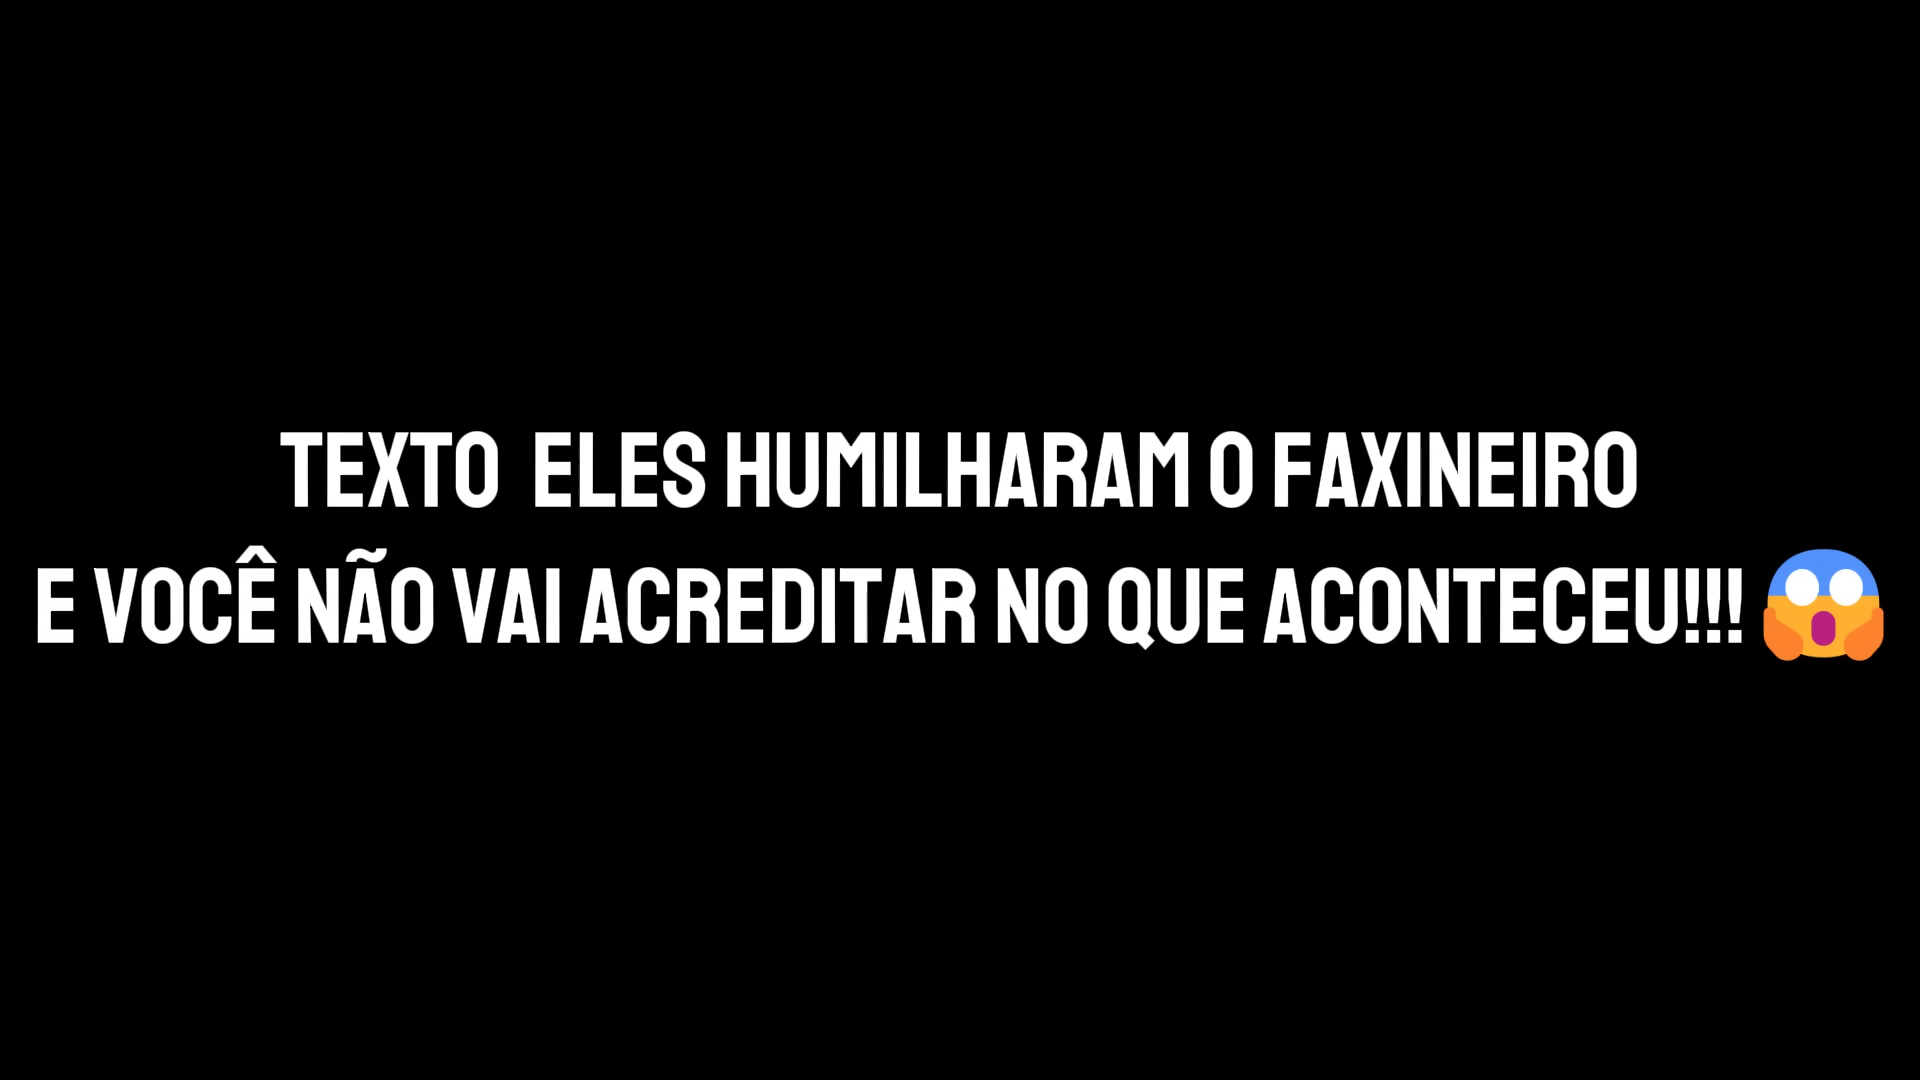 TEXTO  ELES HUMILHARAM O FAXINEIRO
E VOCÊ NÃO VAI ACREDITAR NO QUE ACONTECEU!!! 😱